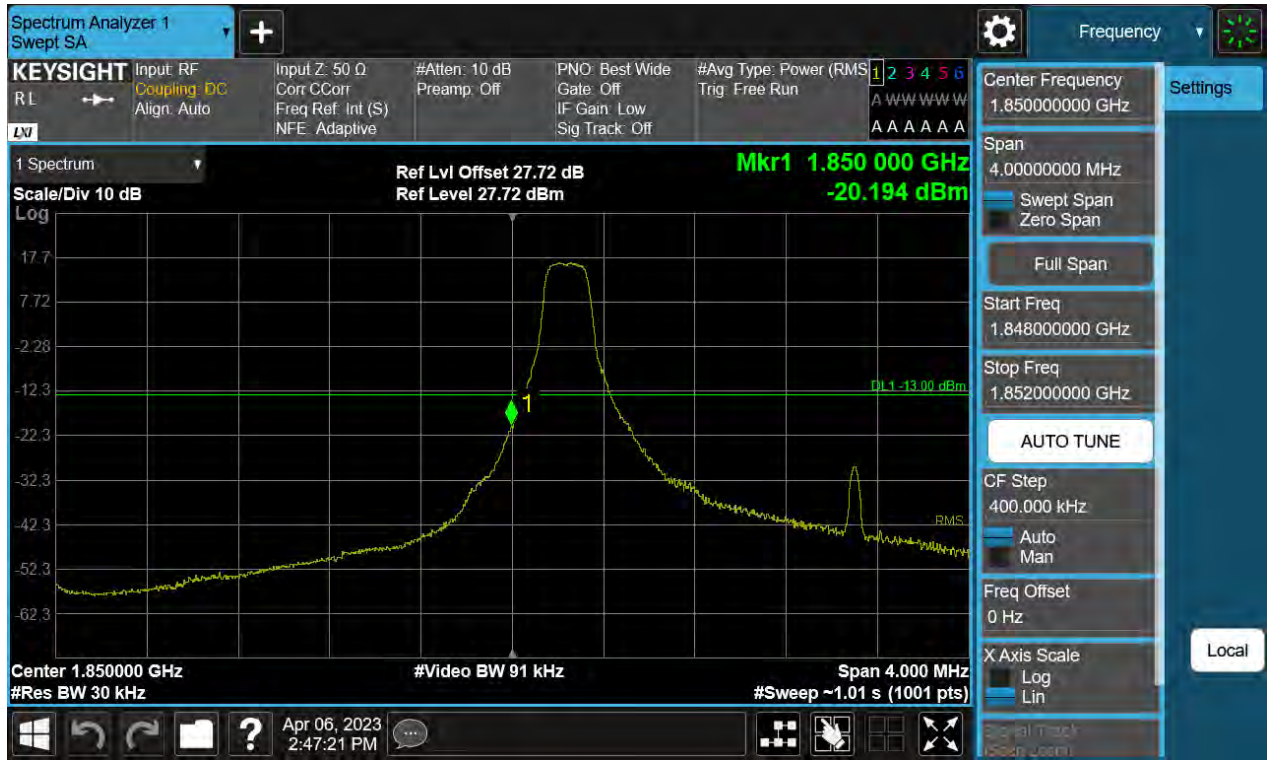 Spectrum Analyzer 1
Swept SA
Frequency
KEYSIGHT
RL
LXI
Input: RF
Coupling: DC
Align: Auto
Input Z: 50 Ω
Corr CCorr
Freq Ref: Int (S)
NFE: Adaptive
#Atten: 10 dB
Preamp: Off
PNO: Best Wide
Gate: Off
IF Gain: Low
Sig Track: Off
#Avg Type: Power (RMS
Trig: Free Run
1 2 3 4 5 6
A W W W W W
A A A A A A
1 Spectrum
Scale/Div 10 dB
Ref Lvl Offset 27.72 dB
Ref Level 27.72 dBm
Mkr1 1.850 000 GHz
-20.194 dBm
Log
17.7
7.72
-2.28
-12.3
-22.3
-32.3
-42.3
-52.3
-62.3
DL1 -13.00 dBm
1
RMS
Center 1.850000 GHz
#Res BW 30 kHz
#Video BW 91 kHz
Span 4.000 MHz
#Sweep ~1.01 s (1001 pts)
Center Frequency
1.850000000 GHz
Settings
Span
4.00000000 MHz
Swept Span
Zero Span
Full Span
Start Freq
1.848000000 GHz
Stop Freq
1.852000000 GHz
AUTO TUNE
CF Step
400.000 kHz
Auto
Man
Freq Offset
0 Hz
X Axis Scale
Log
Lin
Signal Track
(Span Zoom)
Local
?
Apr 06, 2023
2:47:21 PM